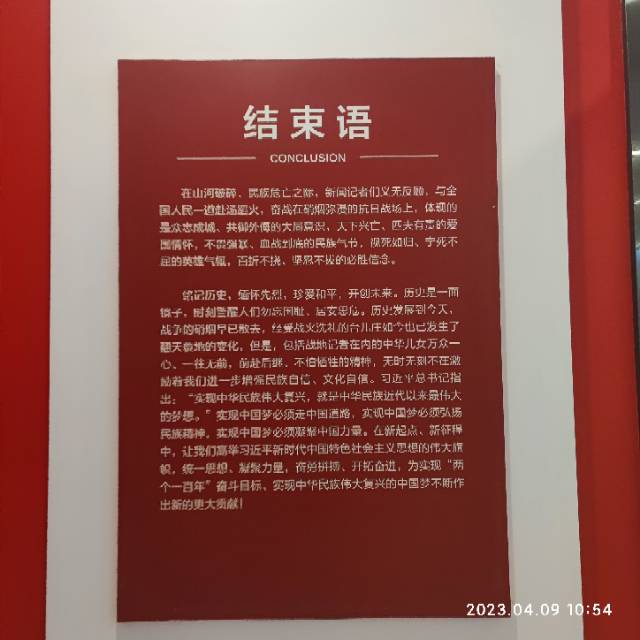 结束语
CONCLUSION
在山河破碎、民族危亡之际，新闻记者们义无反顾，与全
国人民一道赴汤蹈火，奋战在硝烟弥漫的抗日战场上，体现的
是众志成城、共御外侮的大局意识，天下兴亡、匹夫有责的爱
国情怀，不畏强暴、血战到底的民族气节，视死如归、宁死不
屈的英雄气概，百折不挠、坚忍不拔的必胜信念。
铭记历史，缅怀先烈，珍爱和平，开创未来。历史是一面
镜子，时刻警醒人们勿忘国耻、居安思危。历史发展到今天，
战争的硝烟早已散去，经受战火洗礼的台儿庄如今也已发生了
翻天覆地的变化，但是，包括战地记者在内的中华儿女万众一
心、一往无前，前赴后继、不怕牺牲的精神，无时无刻不在激
励着我们进一步增强民族自信、文化自信。习近平总书记指
出：“实现中华民族伟大复兴，就是中华民族近代以来最伟大
的梦想。”实现中国梦必须走中国道路，实现中国梦必须弘扬
民族精神，实现中国梦必须凝聚中国力量。在新起点、新征程
中，让我们高举习近平新时代中国特色社会主义思想的伟大旗
帜，统一思想、凝聚力量，奋勇拼搏、开拓奋进，为实现“两
个一百年”奋斗目标、实现中华民族伟大复兴的中国梦不断作
出新的更大贡献！
2023.04.09 10:54